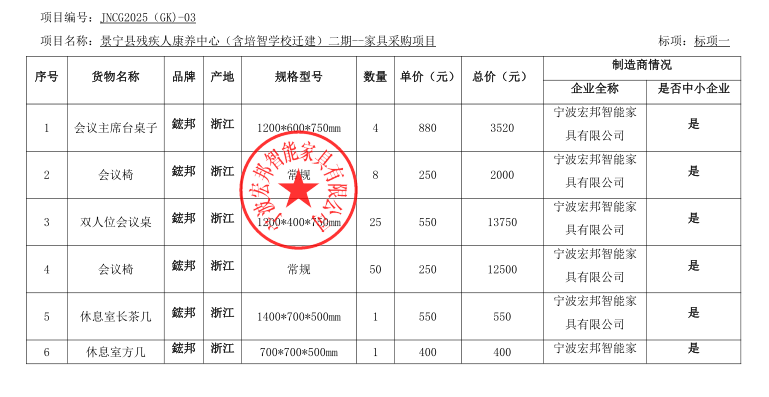 项目编号：JNCG2025（GK)-03
项目名称：景宁县残疾人康养中心（含培智学校迁建）二期--家具采购项目 标项：标项一
序号 货物名称 品牌 产地 规格型号 数量 单价（元） 总价（元） 制造商情况
企业全称 是否中小企业
1 会议主席台桌子 鋐邦 浙江 1200*600*750mm 4 880 3520 宁波宏邦智能家 是
具有限公司
2 会议椅 鋐邦 浙江 常规 8 250 2000 宁波宏邦智能家 是
具有限公司
3 双人位会议桌 鋐邦 浙江 1200*400*750mm 25 550 13750 宁波宏邦智能家 是
具有限公司
4 会议椅 鋐邦 浙江 常规 50 250 12500 宁波宏邦智能家 是
具有限公司
5 休息室长茶几 鋐邦 浙江 1400*700*500mm 1 550 550 宁波宏邦智能家 是
具有限公司
6 休息室方几 鋐邦 浙江 700*700*500mm 1 400 400 宁波宏邦智能家 是
宁波宏邦智能家具有限公司